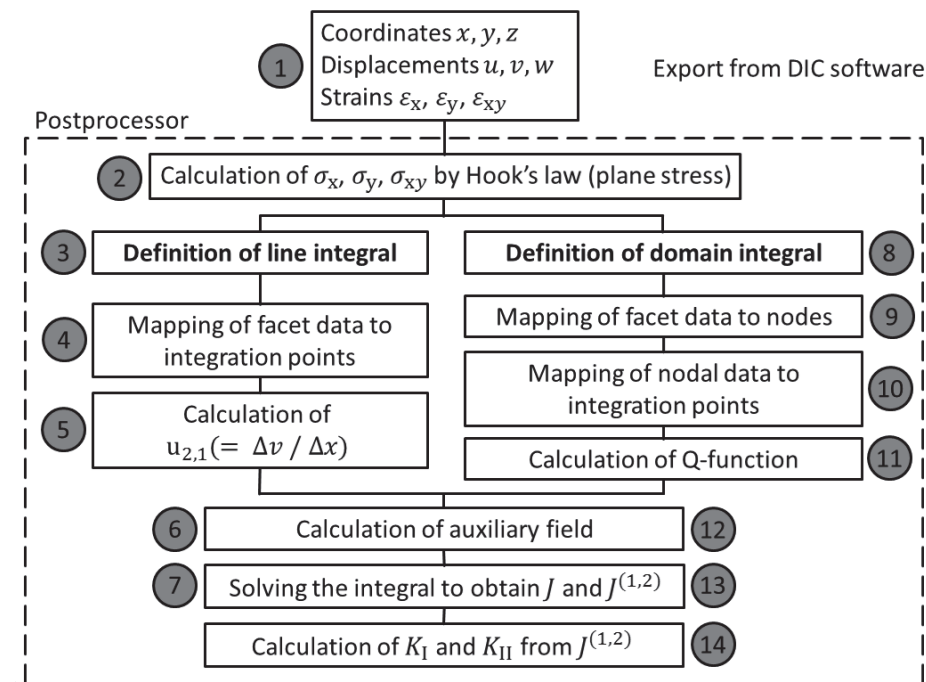 1
Coordinates x, y, z
Displacements u, v, w
Strains εx, εy, εxy
Export from DIC software
Postprocessor
2
Calculation of σx, σy, σxy by Hook's law (plane stress)
3
Definition of line integral
4
Mapping of facet data to
integration points
5
Calculation of
u2,1(= Δv / Δx)
Definition of domain integral
8
Mapping of facet data to nodes
9
Mapping of nodal data to
integration points
10
Calculation of Q-function
11
6
Calculation of auxiliary field
12
7
Solving the integral to obtain J and J(1,2)
13
Calculation of KI and KII from J(1,2)
14